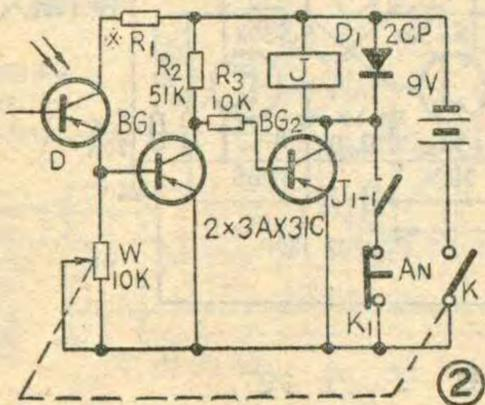 ※ R₁
R₂
51K
R₃
10K
J
D₁ 2CP
9V
D
BG₁
BG₂
J₁₋₁
2×3AX31C
W
10K
AN
K₁
K
②